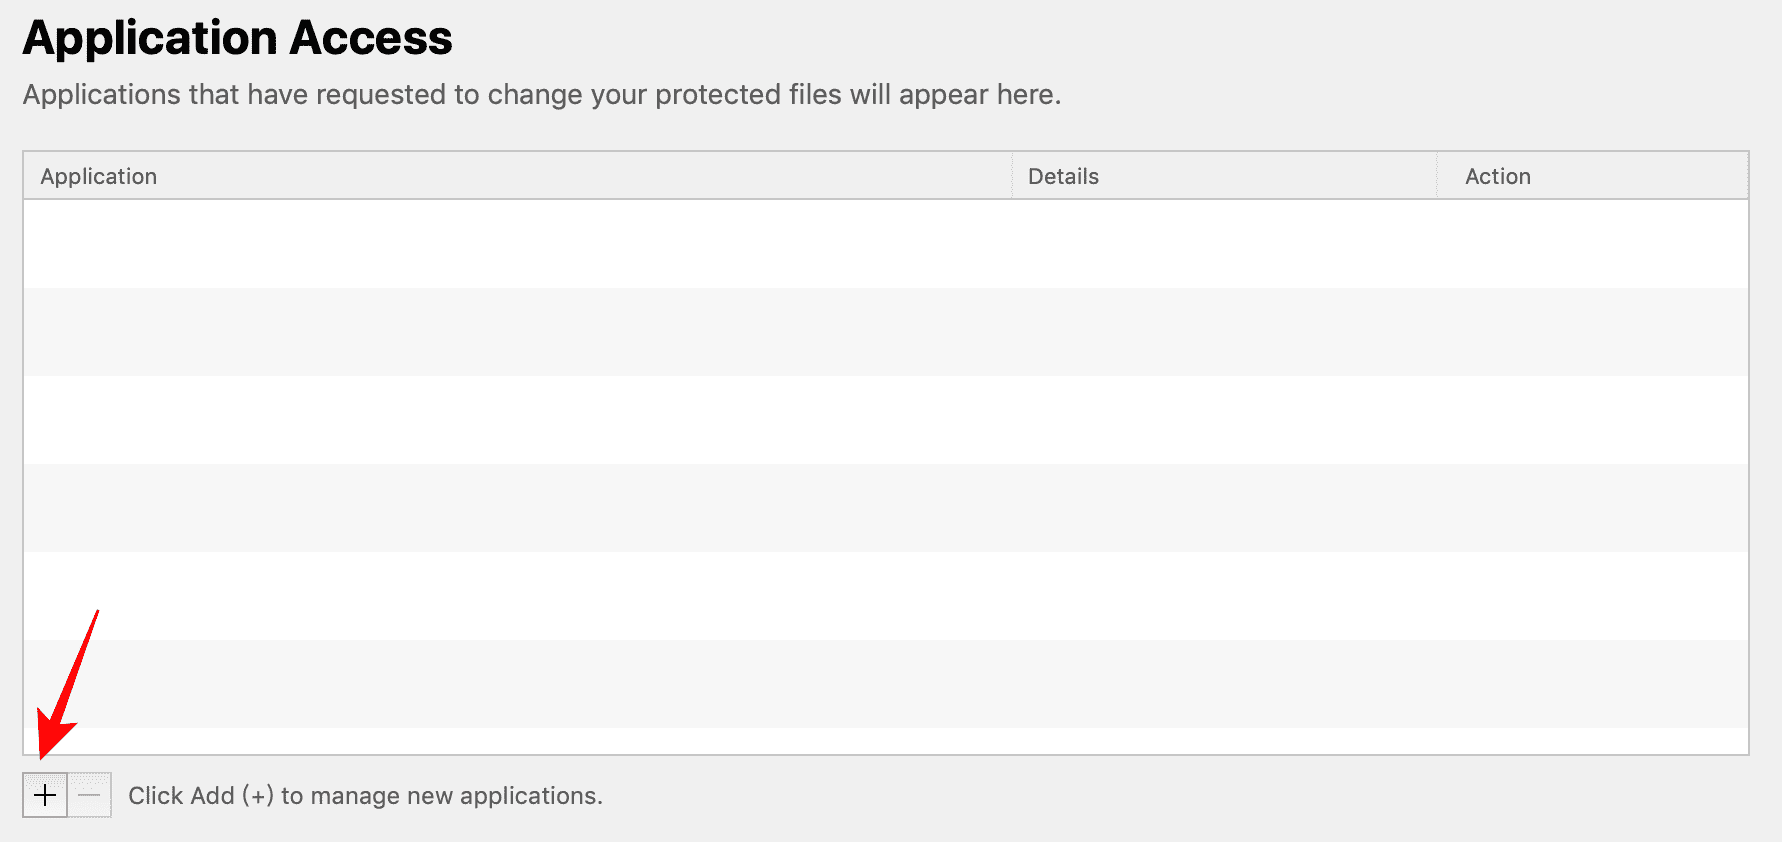 Application Access
Applications that have requested to change your protected files will appear here.
Application Details Action
Click Add (+) to manage new applications.